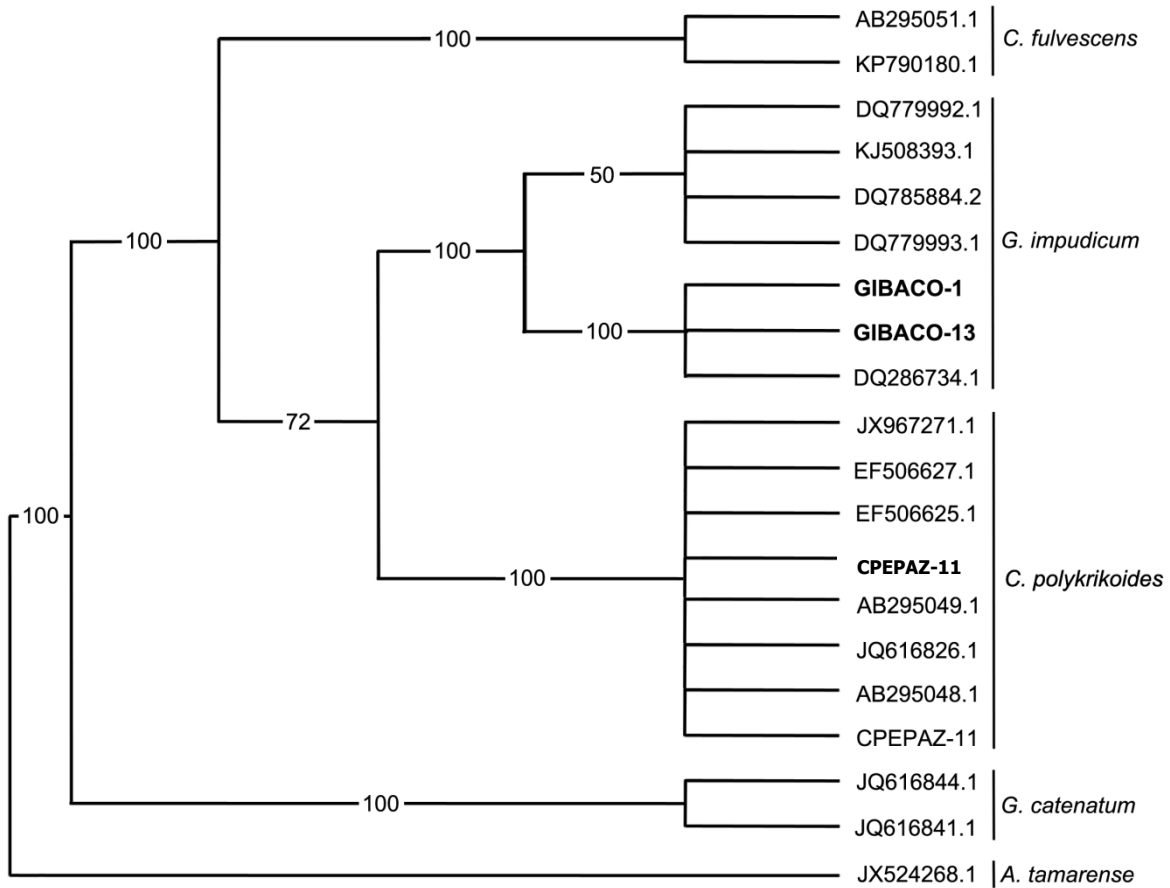 AB295051.1
KP790180.1
C. fulvescens
DQ779992.1
KJ508393.1
DQ785884.2
DQ779993.1
GIBACO-1
GIBACO-13
DQ286734.1
G. impudicum
JX967271.1
EF506627.1
EF506625.1
CPEPAZ-11
AB295049.1
JQ616826.1
AB295048.1
CPEPAZ-11
C. polykrikoides
JQ616844.1
JQ616841.1
G. catenatum
JX524268.1
A. tamarense
100
50
100
100
100
72
100
100
100